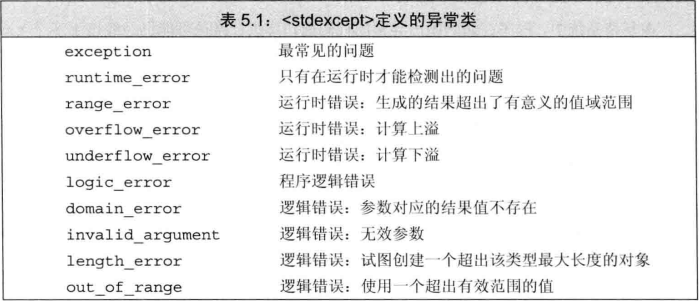 表 5.1：<stdexcept>定义的异常类
exception 最常见的问题
runtime_error 只有在运行时才能检测出的问题
range_error 运行时错误：生成的结果超出了有意义的值域范围
overflow_error 运行时错误：计算上溢
underflow_error 运行时错误：计算下溢
logic_error 程序逻辑错误
domain_error 逻辑错误：参数对应的结果值不存在
invalid_argument 逻辑错误：无效参数
length_error 逻辑错误：试图创建一个超出该类型最大长度的对象
out_of_range 逻辑错误：使用一个超出有效范围的值